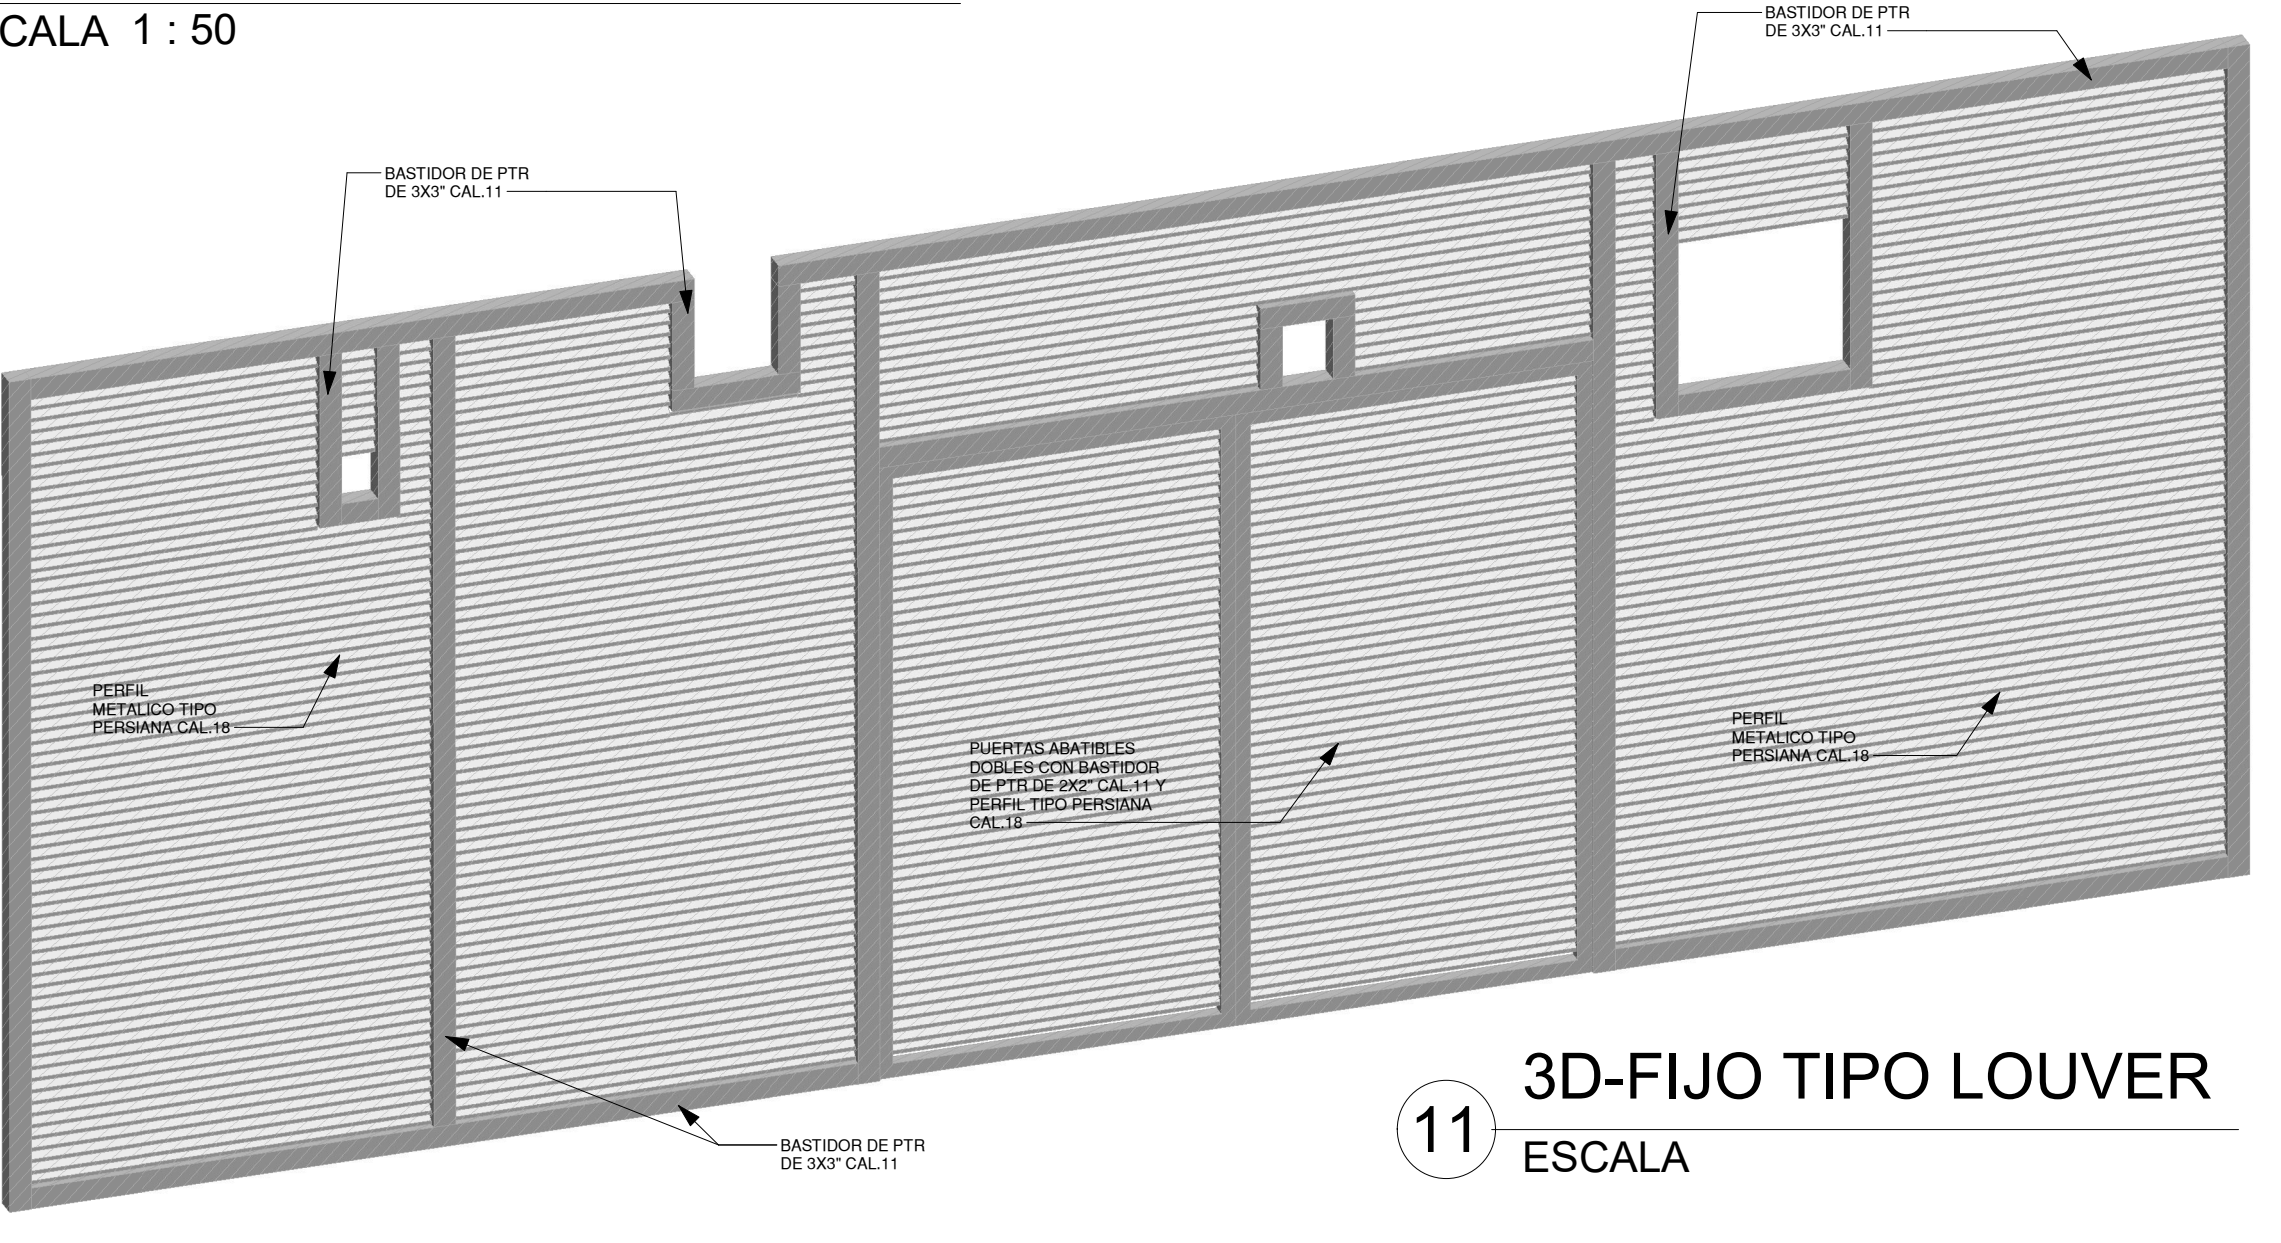 CALA 1 : 50
BASTIDOR DE PTR
DE 3X3" CAL.11
BASTIDOR DE PTR
DE 3X3" CAL.11
PERFIL
METALICO TIPO
PERSIANA CAL.18
PUERTAS ABATIBLES
DOBLES CON BASTIDOR
DE PTR DE 2X2" CAL.11 Y
PERFIL TIPO PERSIANA
CAL.18
PERFIL
METALICO TIPO
PERSIANA CAL.18
BASTIDOR DE PTR
DE 3X3" CAL.11
11
3D-FIJO TIPO LOUVER
ESCALA